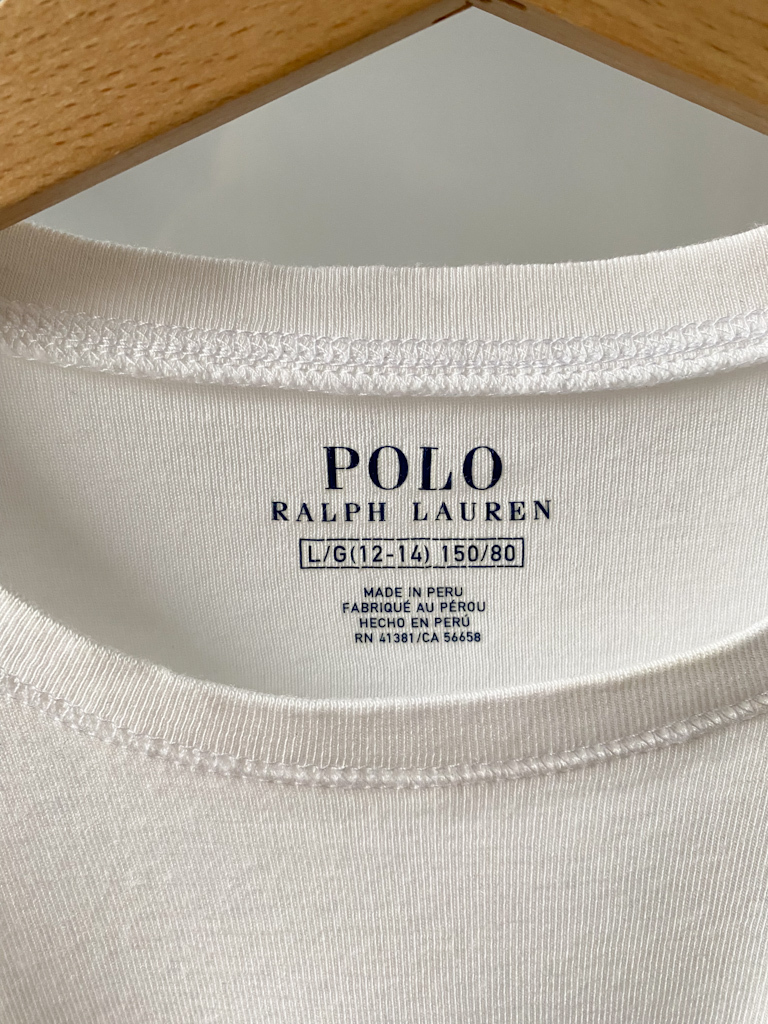 POLO
RALPH LAUREN
L/G(12-14) 150/80
MADE IN PERU
FABRIQUÉ AU PÉROU
HECHO EN PERÚ
RN 41381/CA 56658